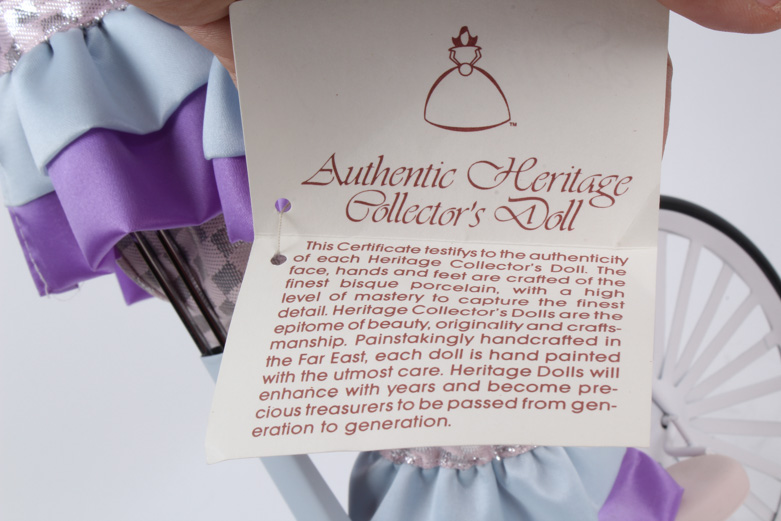 TM
Authentic Heritage
Collector's Doll
This Certificate testifys to the authenticity
of each Heritage Collector's Doll. The
face, hands and feet are crafted of the
finest bisque porcelain, with a high
level of mastery to capture the finest
detail. Heritage Collector's Dolls are the
epitome of beauty, originality and crafts-
manship. Painstakingly handcrafted in
the Far East, each doll is hand painted
with the utmost care. Heritage Dolls will
enhance with years and become pre-
cious treasurers to be passed from gen-
eration to generation.